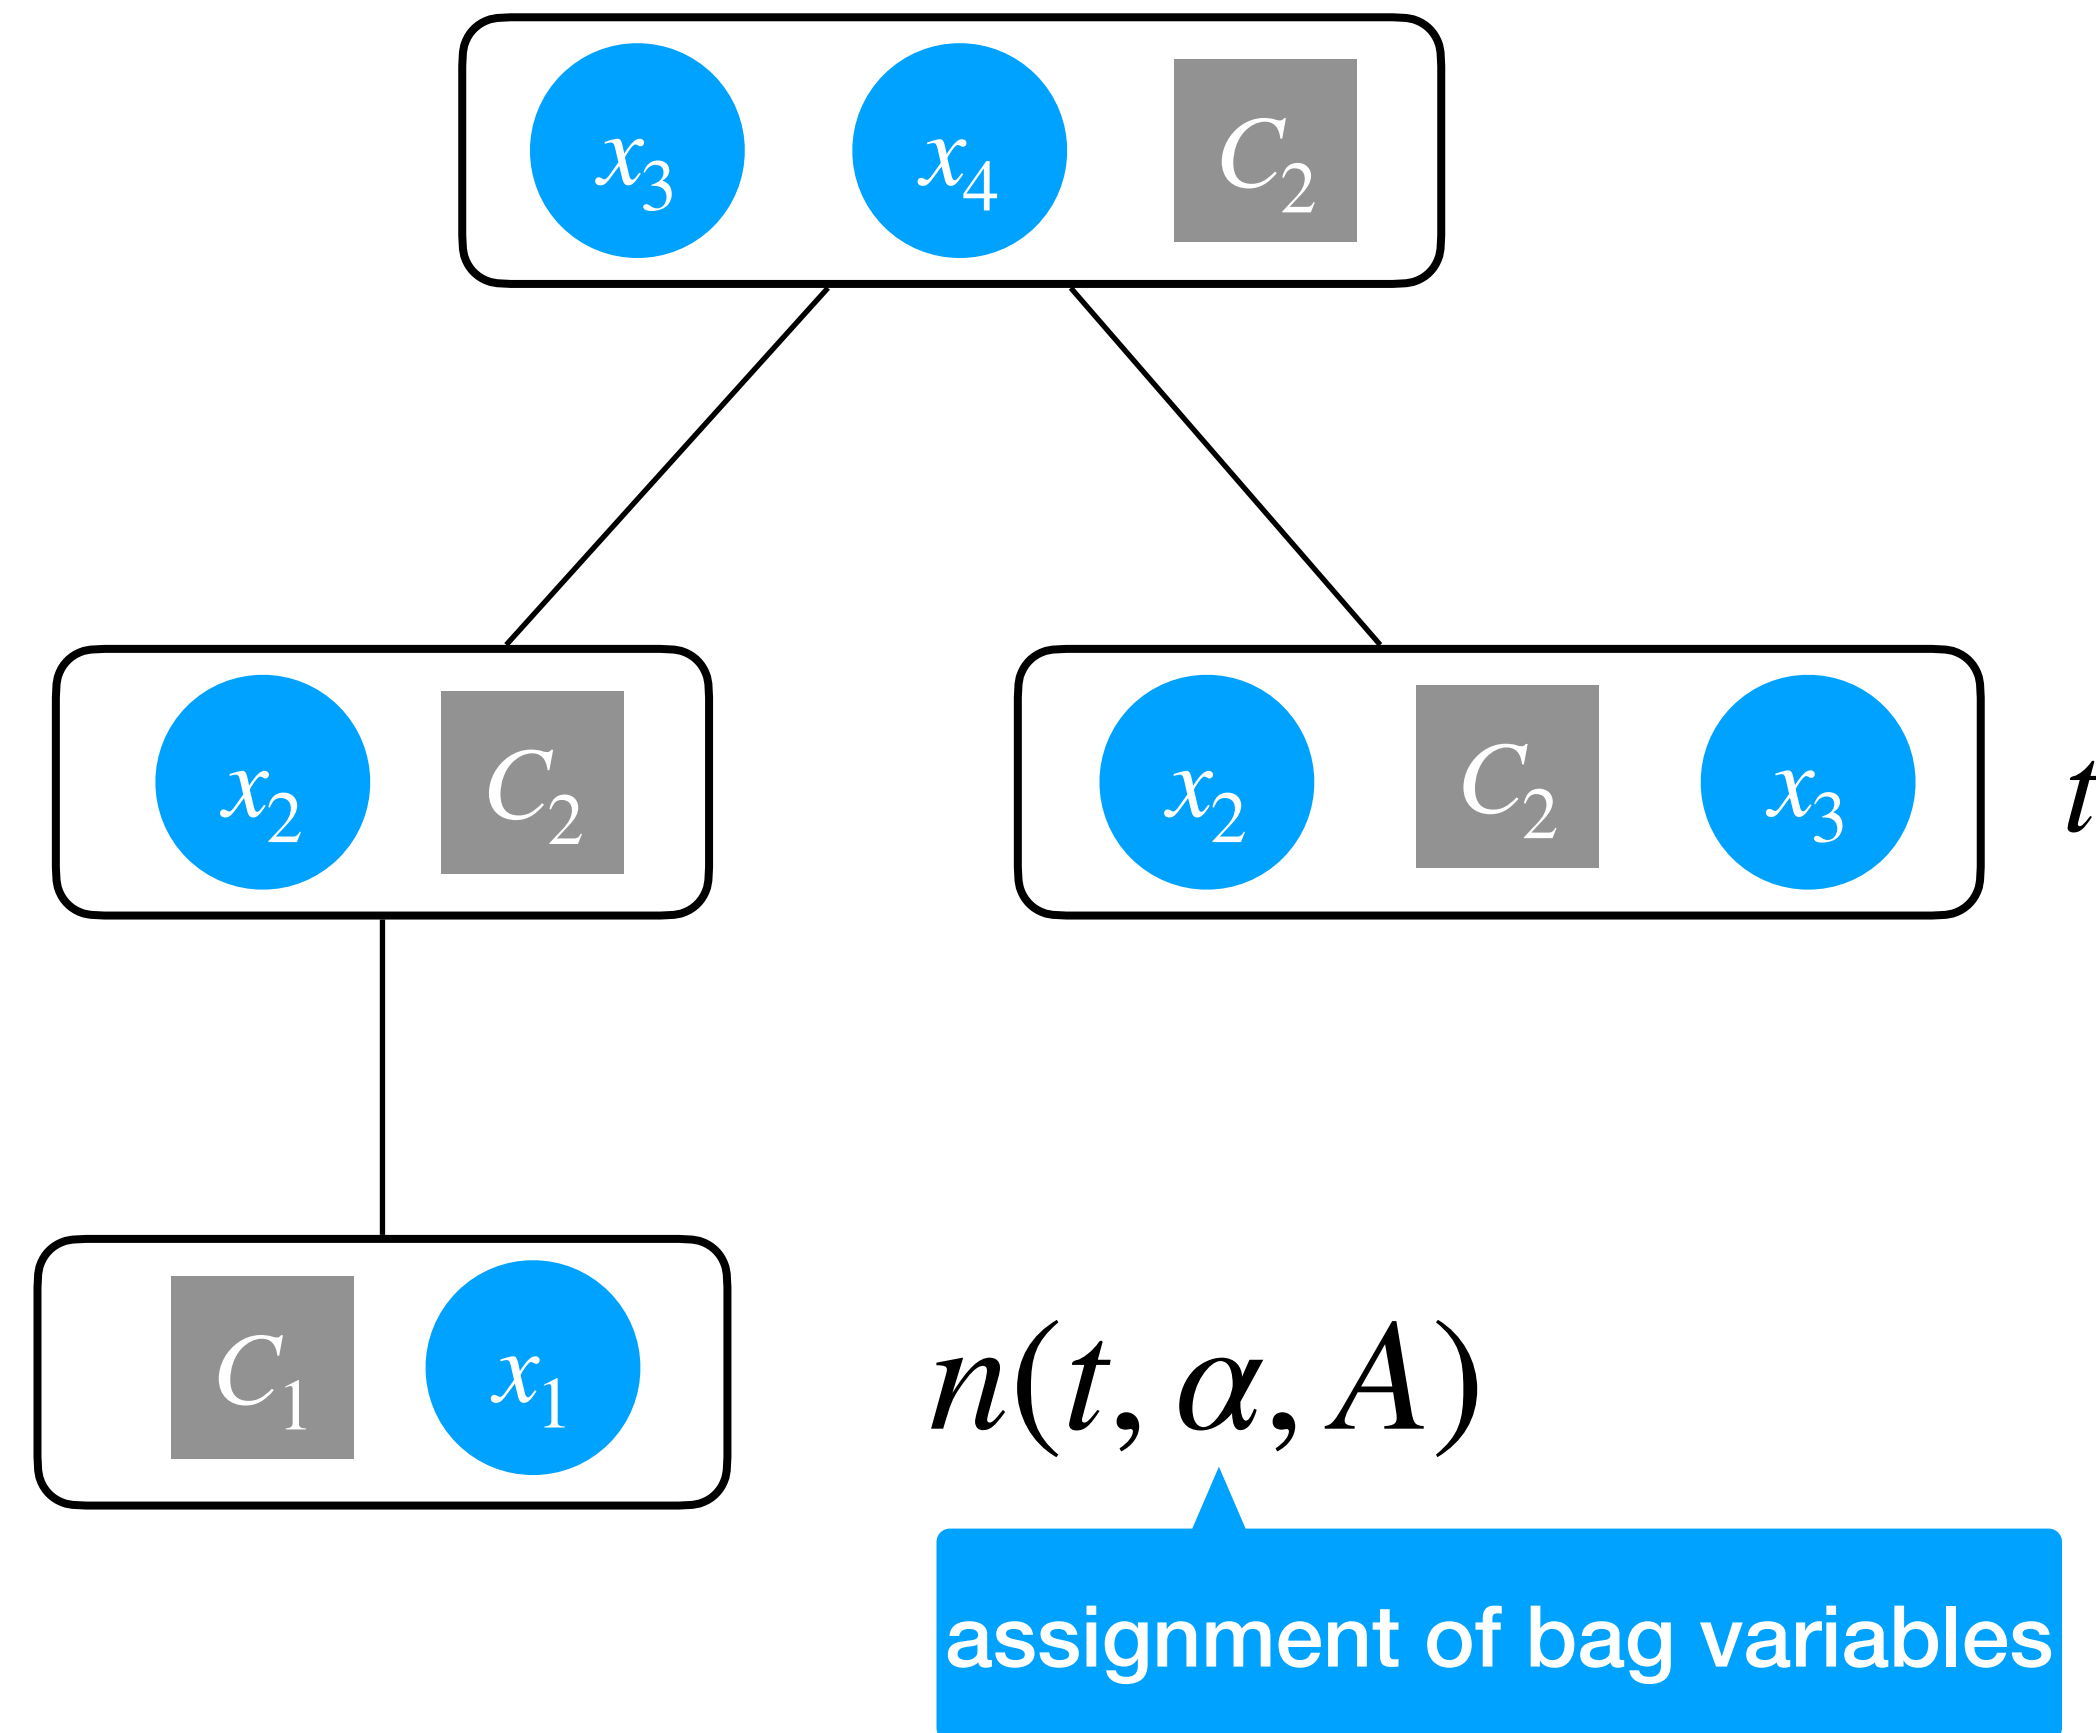 x₃ x₄ C₂
x₂ C₂ x₂ C₂ x₃ t
C₁ x₁ n(t, α, A)
assignment of bag variables